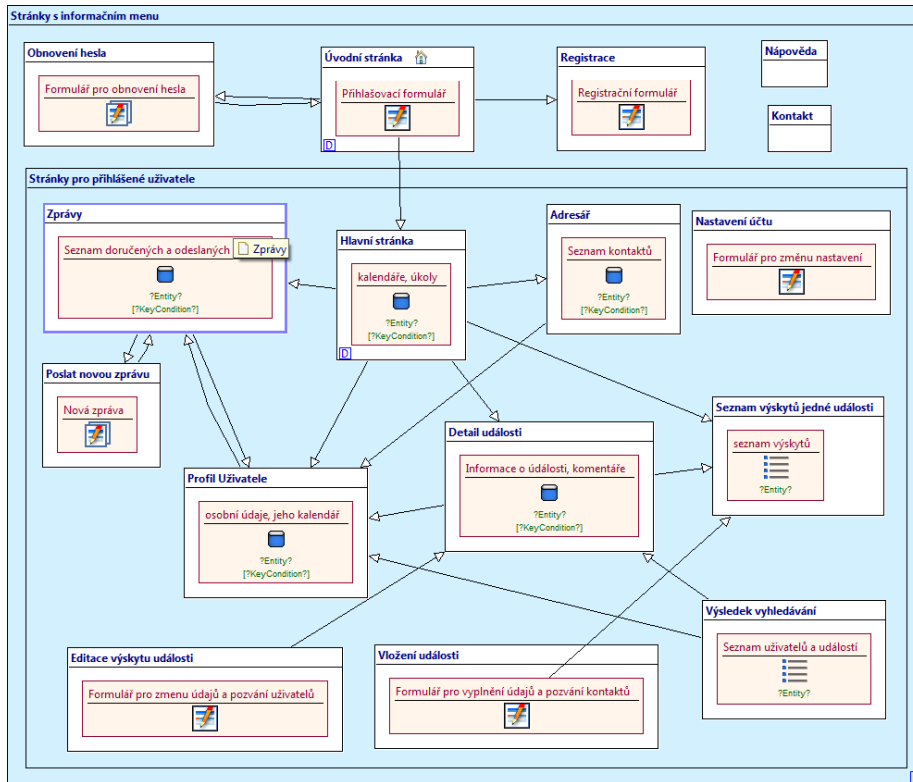 Stránky s informačním menu
Obnovení hesla
Formulář pro obnovení hesla
Úvodní stránka
Přihlašovací formulář
D
Registrace
Registrační formulář
Nápověda
Kontakt
Stránky pro přihlášené uživatele
Zprávy
Seznam doručených a odeslaných
Zprávy
?Entity?
[?KeyCondition?]
Hlavní stránka
kalendáře, úkoly
?Entity?
[?KeyCondition?]
D
Adresář
Seznam kontaktů
?Entity?
[?KeyCondition?]
Nastavení účtu
Formulář pro změnu nastavení
Poslat novou zprávu
Nová zpráva
Profil Uživatele
osobní údaje, jeho kalendář
?Entity?
[?KeyCondition?]
Detail události
Informace o události, komentáře
?Entity?
[?KeyCondition?]
Seznam výskytů jedné události
seznam výskytů
?Entity?
Editace výskytu události
Formulář pro zmenu údajů a pozvání uživatelů
Vložení události
Formulář pro vyplnění údajů a pozvání kontaktů
Výsledek vyhledávání
Seznam uživatelů a událostí
?Entity?